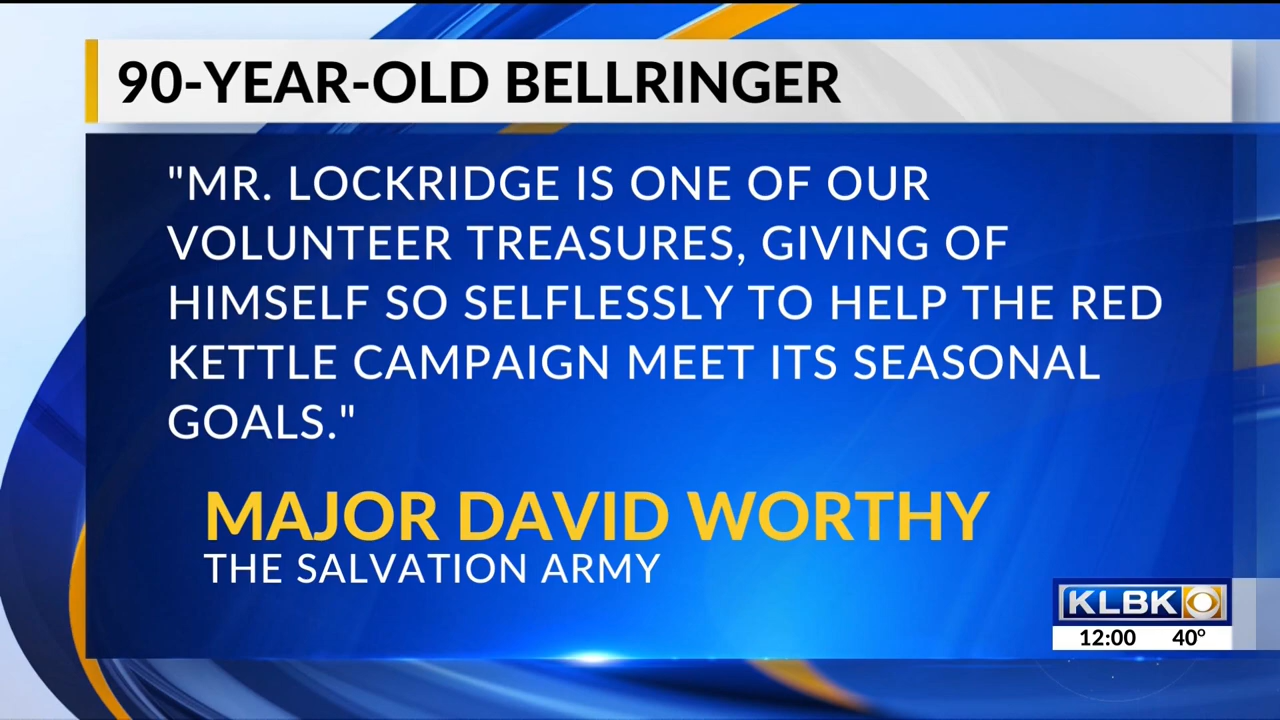 90-YEAR-OLD BELLRINGER
"MR. LOCKRIDGE IS ONE OF OUR
VOLUNTEER TREASURES, GIVING OF
HIMSELF SO SELFLESSLY TO HELP THE RED
KETTLE CAMPAIGN MEET ITS SEASONAL
GOALS."
MAJOR DAVID WORTHY
THE SALVATION ARMY
KLBK
12:00 40°